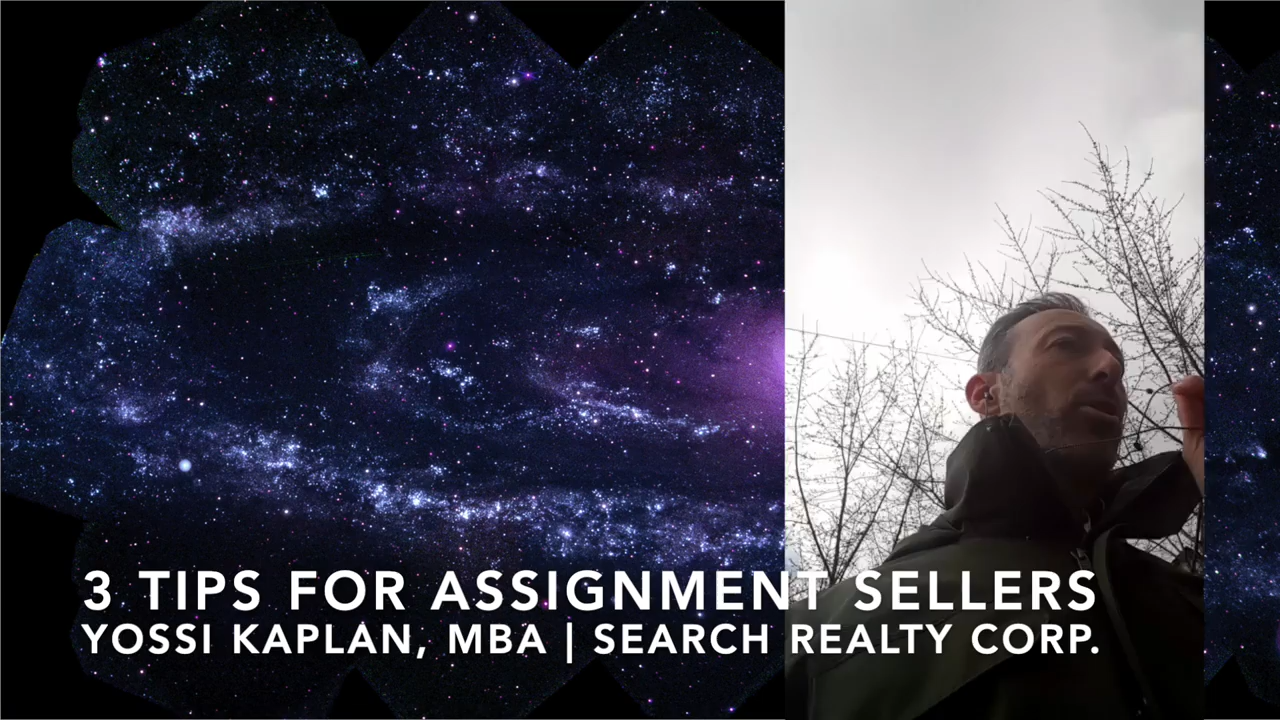 3 TIPS FOR ASSIGNMENT SELLERS
YOSSI KAPLAN, MBA | SEARCH REALTY CORP.